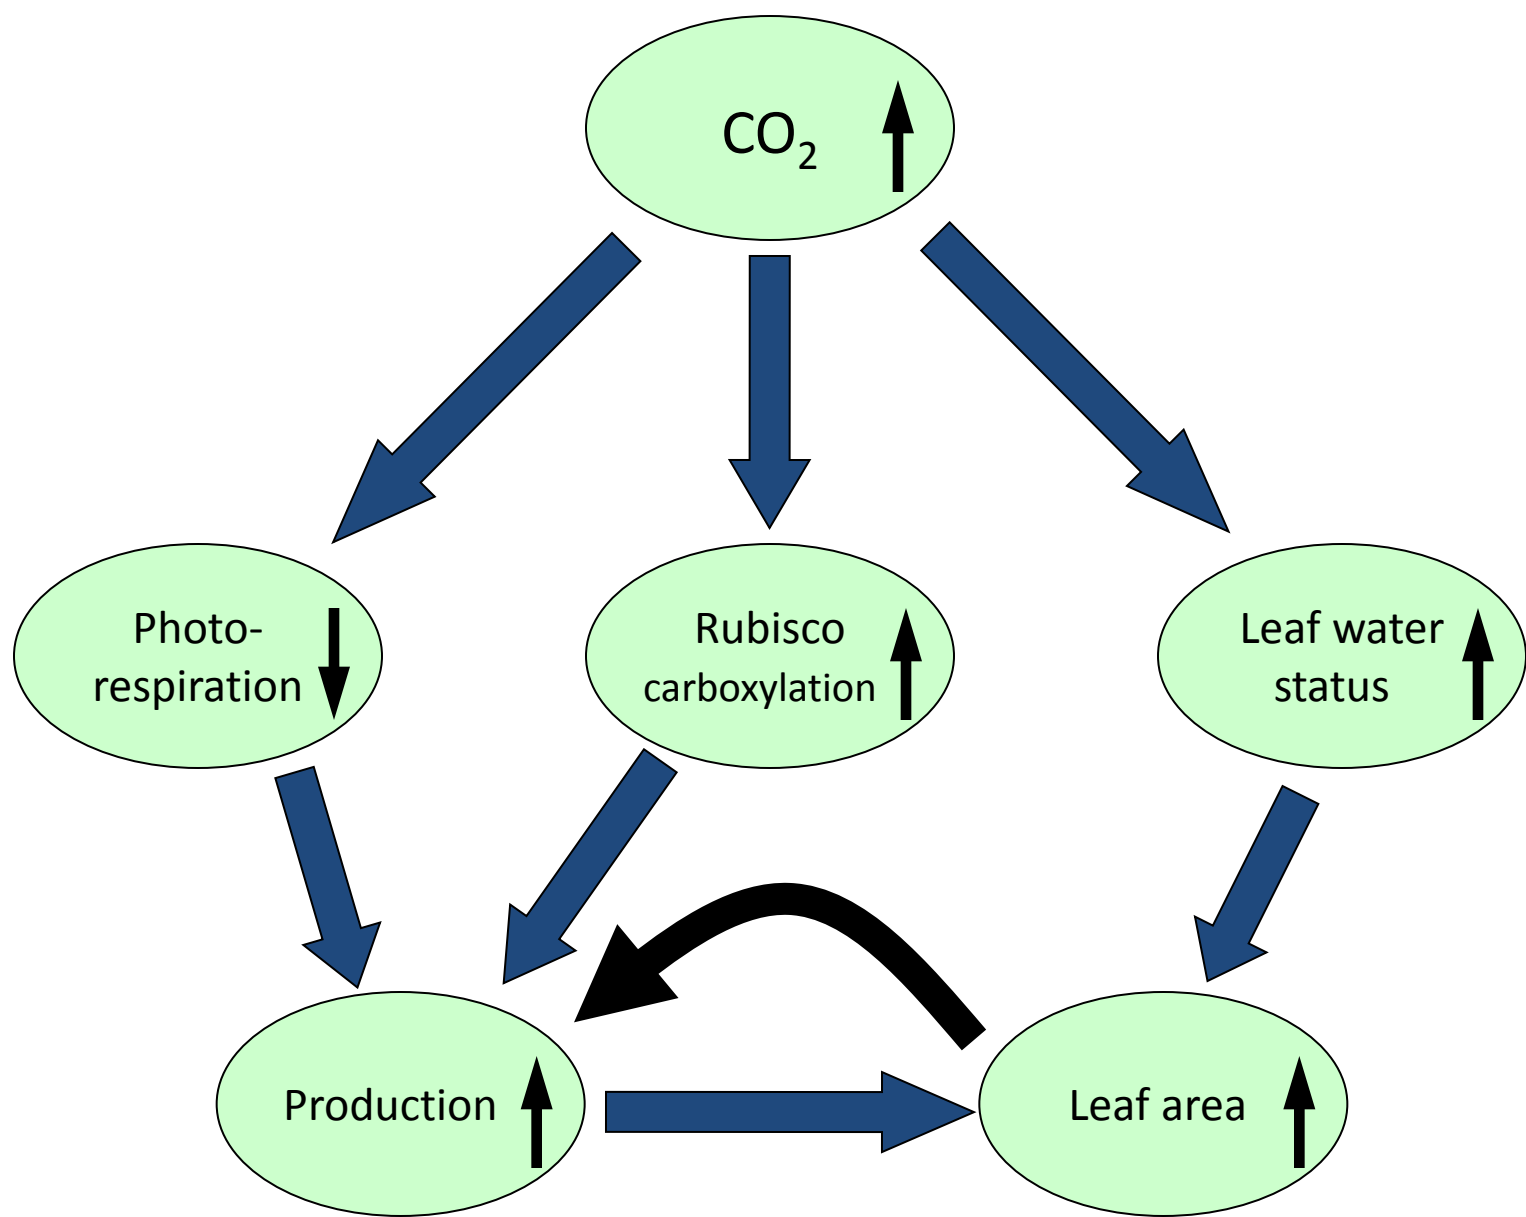 CO₂
Photo-
respiration
Rubisco
carboxylation
Leaf water
status
Production
Leaf area